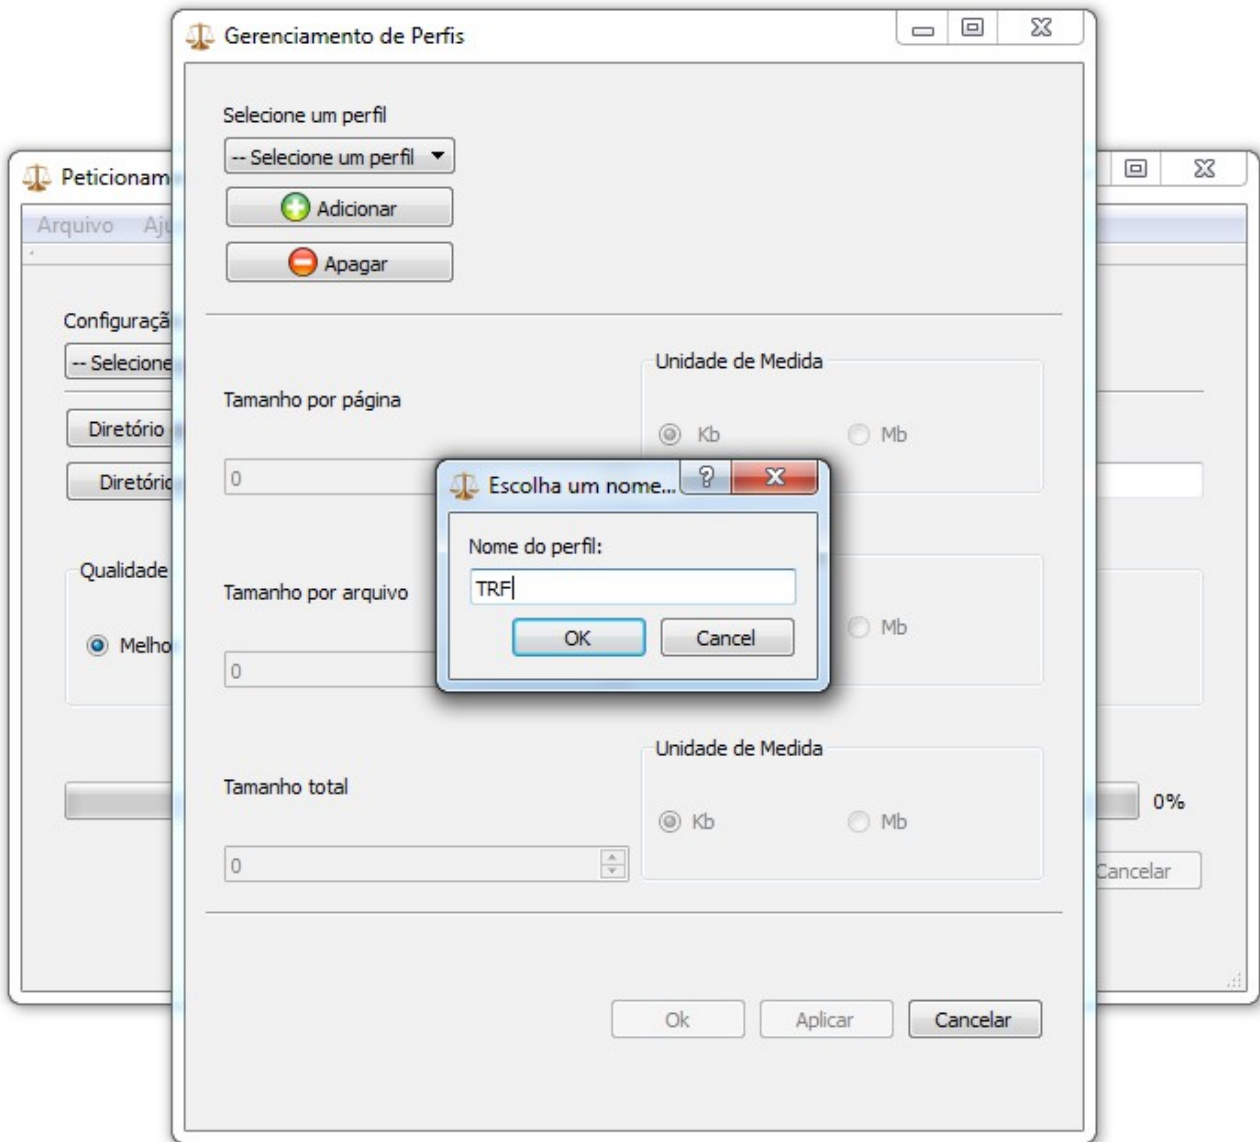 Gerenciamento de Perfis
Selecione um perfil
-- Selecione um perfil
Adicionar
Apagar
Peticionam
Arquivo Aju
Configuraçã
-- Selecione
Diretório
Diretório
Qualidade
Melho
Tamanho por página
0
Unidade de Medida
Kb Mb
Escolha um nome... ?
Nome do perfil:
TRF
OK Cancel
Tamanho por arquivo
0
Mb
Tamanho total
0
Unidade de Medida
Kb Mb
0%
Cancelar
Ok Aplicar Cancelar